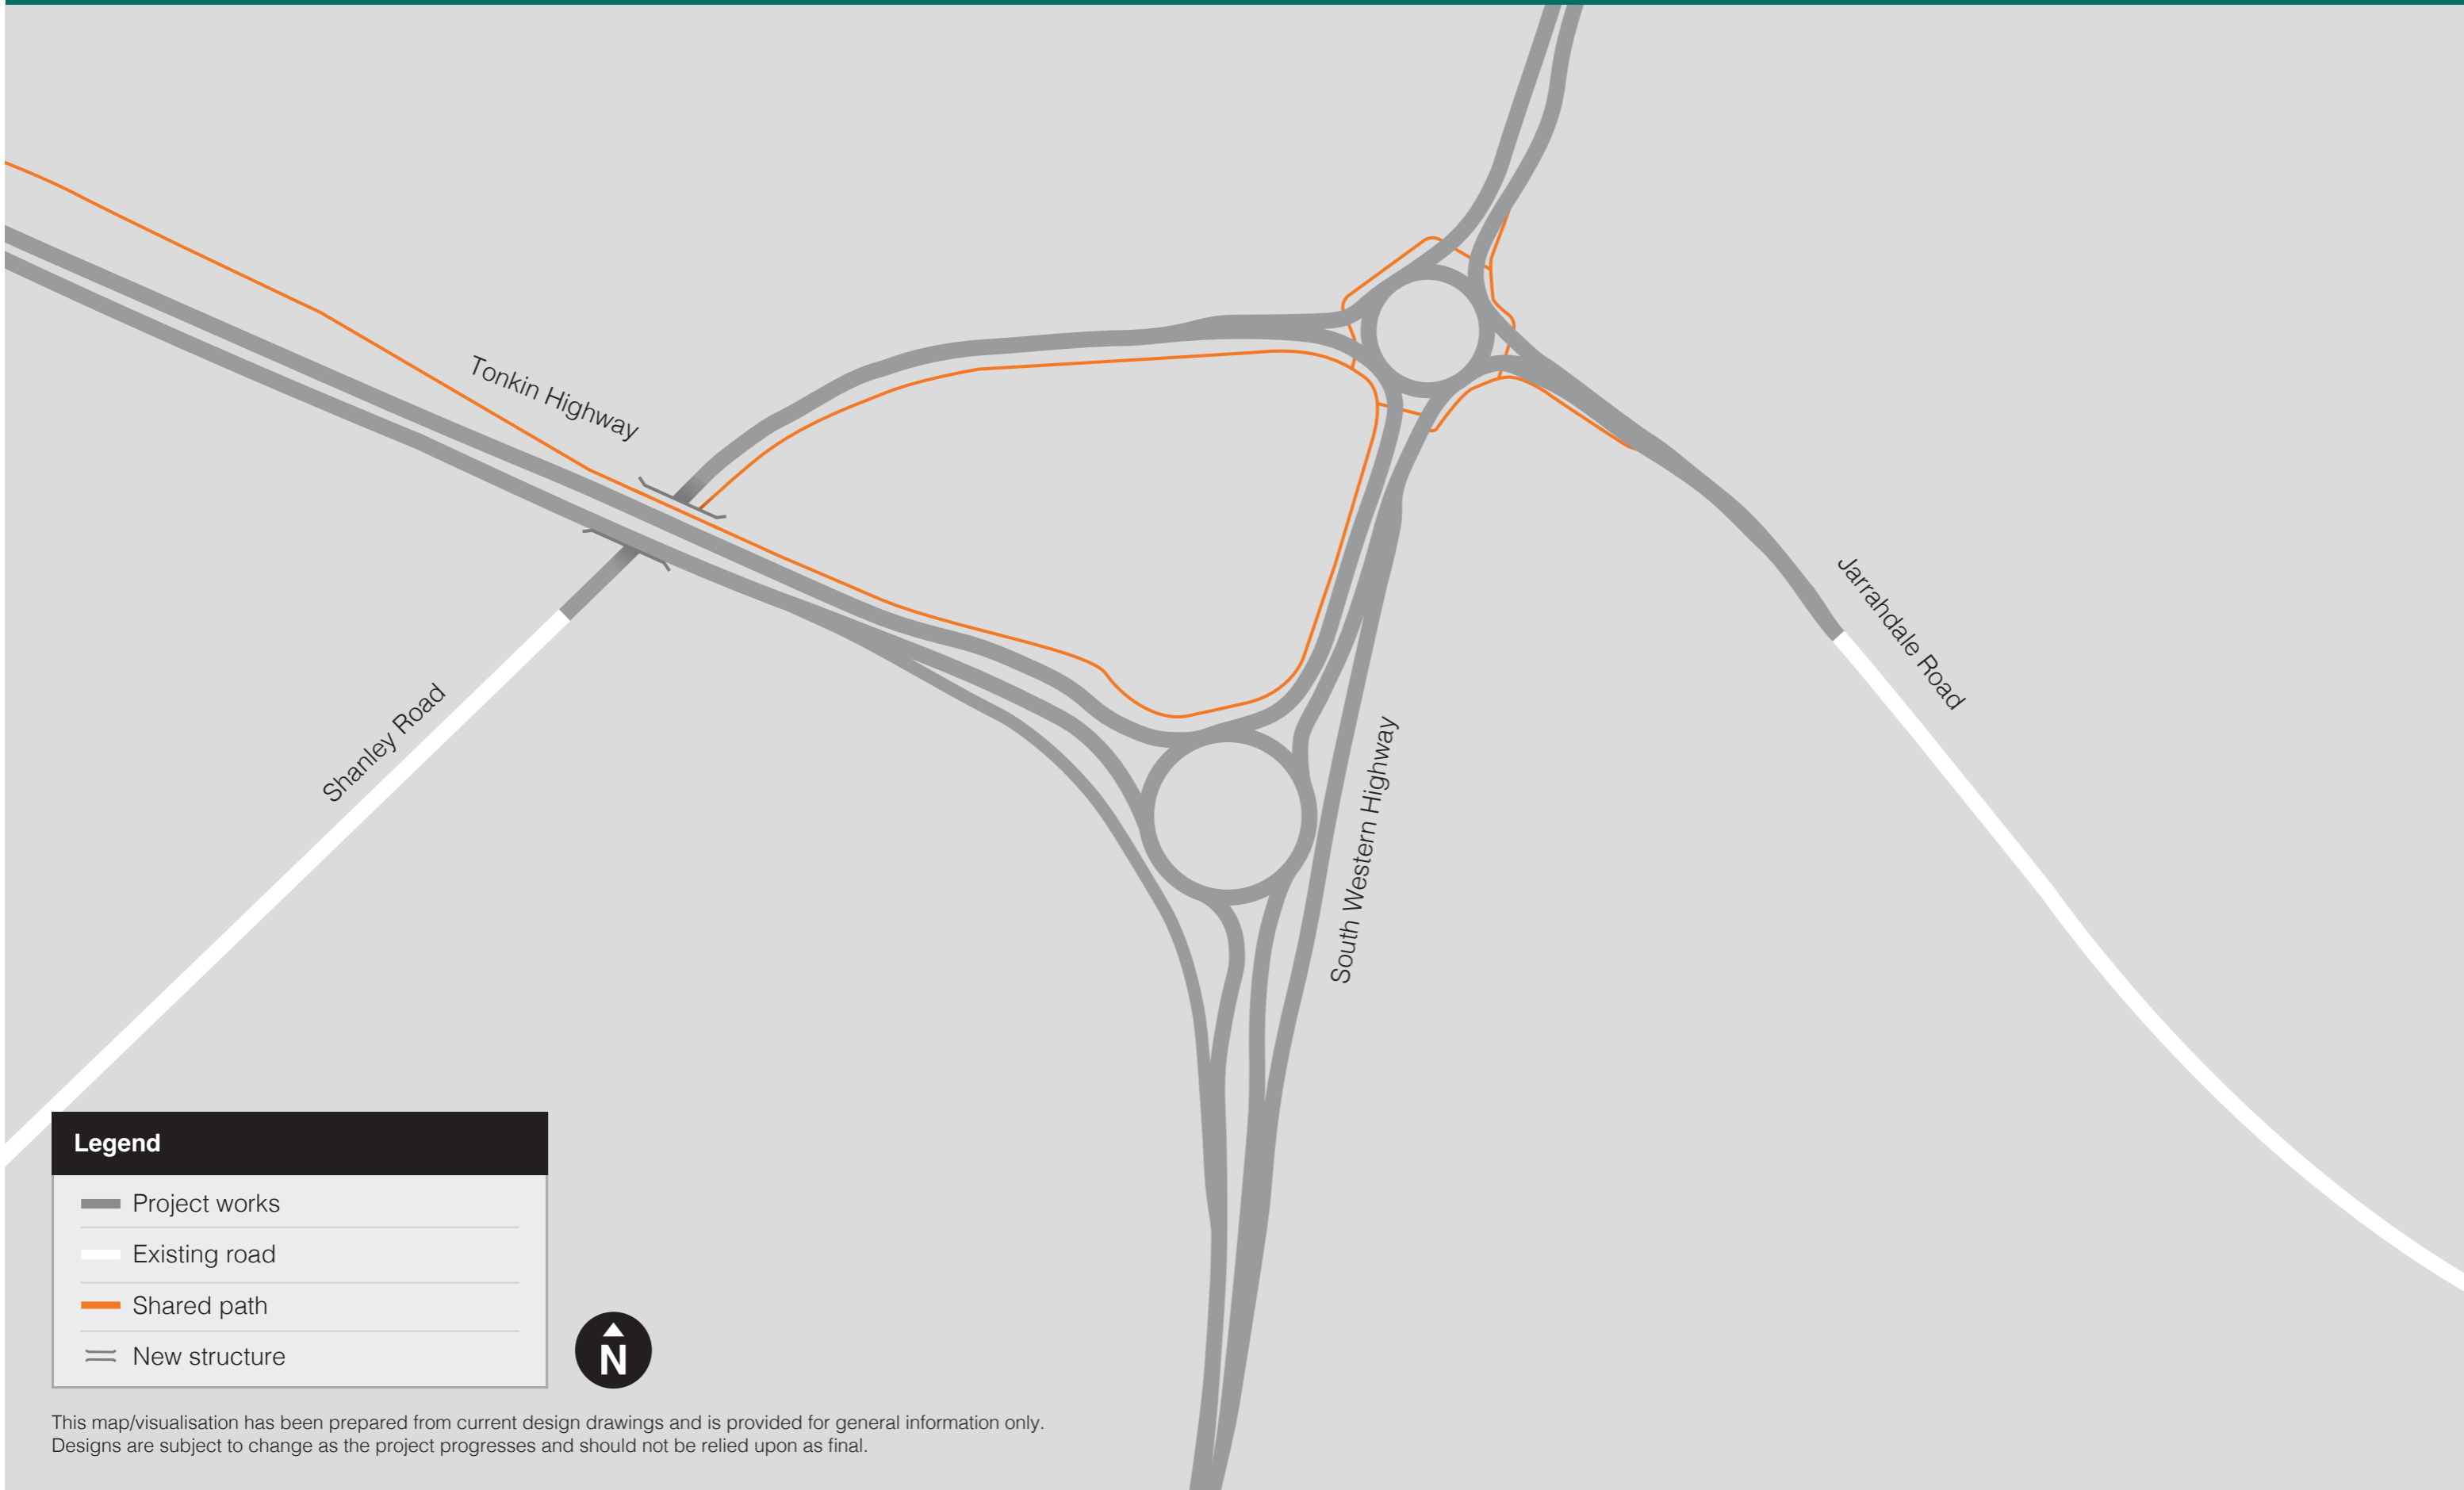 Tonkin Highway
Shanley Road
South Western Highway
Jarrahdale Road
Legend
Project works
Existing road
Shared path
New structure
N
This map/visualisation has been prepared from current design drawings and is provided for general information only.
Designs are subject to change as the project progresses and should not be relied upon as final.